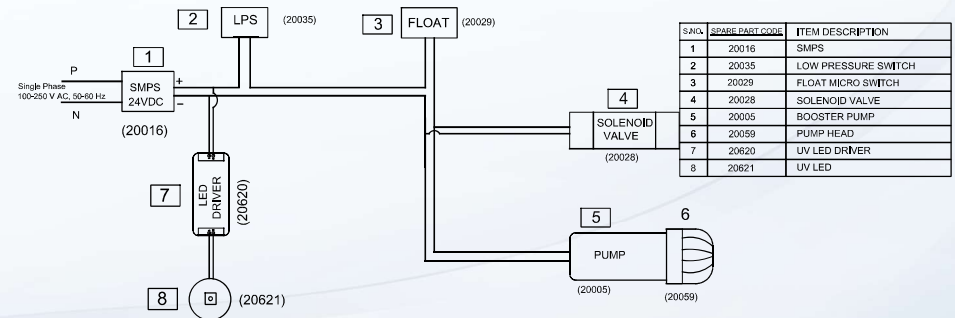 2
LPS
(20035)
3
FLOAT
(20029)
1
P
Single Phase
100-250 V AC, 50-60 Hz
N
SMPS
24VDC
+
–
(20016)
4
SOLENOID
VALVE
(20028)
7
LED
DRIVER
(20620)
5
6
PUMP
(20005)
(20059)
8
(20621)
S.NO. SPARE PART CODE ITEM DESCRIPTION
1 20016 SMPS
2 20035 LOW PRESSURE SWITCH
3 20029 FLOAT MICRO SWITCH
4 20028 SOLENOID VALVE
5 20005 BOOSTER PUMP
6 20059 PUMP HEAD
7 20620 UV LED DRIVER
8 20621 UV LED